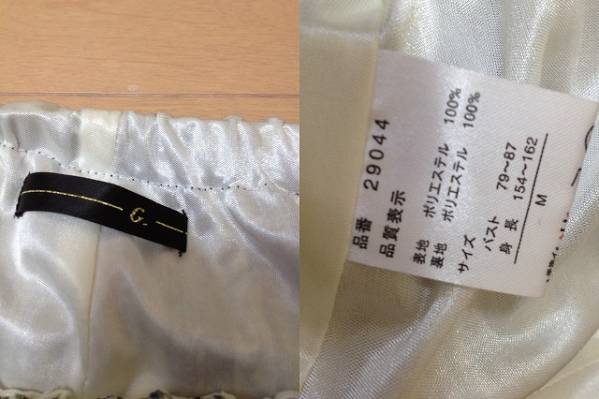 G.
品番 29044
品質表示
表地 ポリエステル 100%
裏地 ポリエステル 100%
サイズ
バスト 79~87
身長 154~162
M